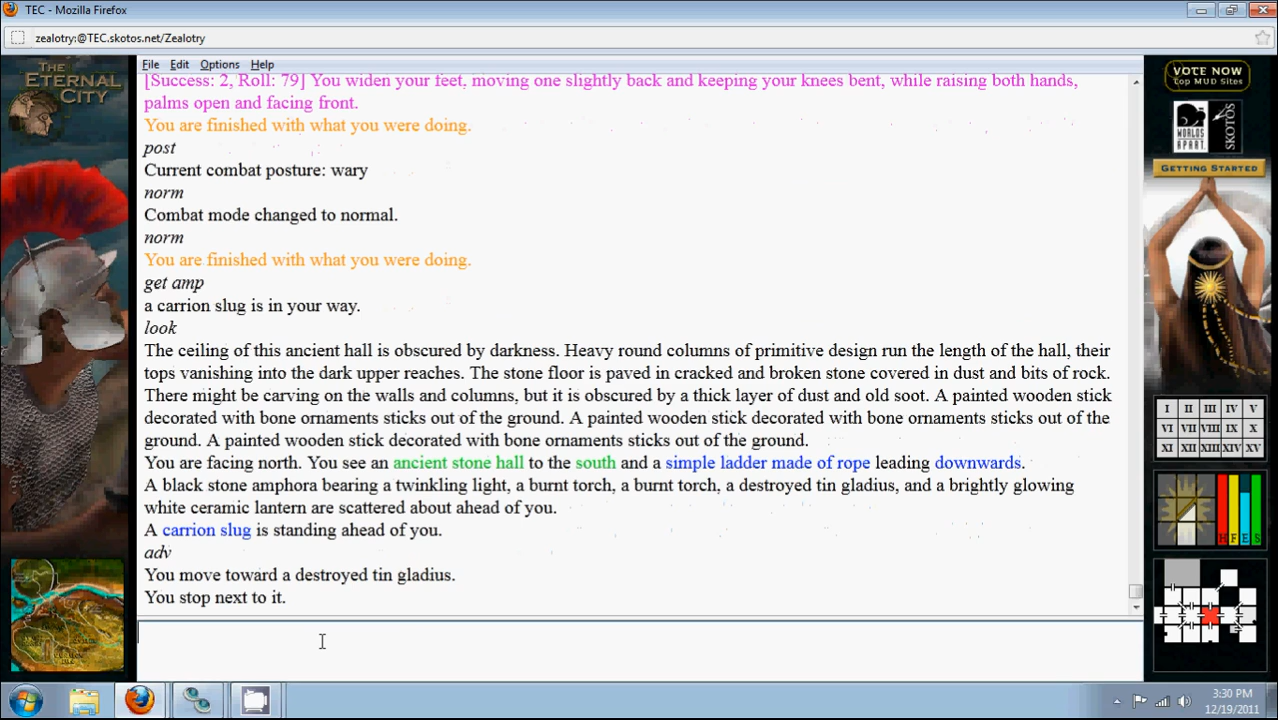 TEC - Mozilla Firefox
zealotry:@TEC.skotos.net/Zealotry
THE ETERNAL CITY
File Edit Options Help
[Success: 2, Roll: 79] You widen your feet, moving one slightly back and keeping your knees bent, while raising both hands,
palms open and facing front.
You are finished with what you were doing.
post
Current combat posture: wary
norm
Combat mode changed to normal.
norm
You are finished with what you were doing.
get amp
a carrion slug is in your way.
look
The ceiling of this ancient hall is obscured by darkness. Heavy round columns of primitive design run the length of the hall, their
tops vanishing into the dark upper reaches. The stone floor is paved in cracked and broken stone covered in dust and bits of rock.
There might be carving on the walls and columns, but it is obscured by a thick layer of dust and old soot. A painted wooden stick
decorated with bone ornaments sticks out of the ground. A painted wooden stick decorated with bone ornaments sticks out of the
ground. A painted wooden stick decorated with bone ornaments sticks out of the ground.
You are facing north. You see an ancient stone hall to the south and a simple ladder made of rope leading downwards.
A black stone amphora bearing a twinkling light, a bunt torch, a burnt torch, a destroyed tin gladius, and a brightly glowing
white ceramic lantern are scattered about ahead of you.
A carrion slug is standing ahead of you.
adv
You move toward a destroyed tin gladius.
You stop next to it.
VOTE NOW
Top MUD Sites
WORLDS APART
SKOTOS
GETTING STARTED
I II III IV V
VI VII VIII IX X
XI XII XIII XIV XV
H F E S
3:30 PM
12/19/2011